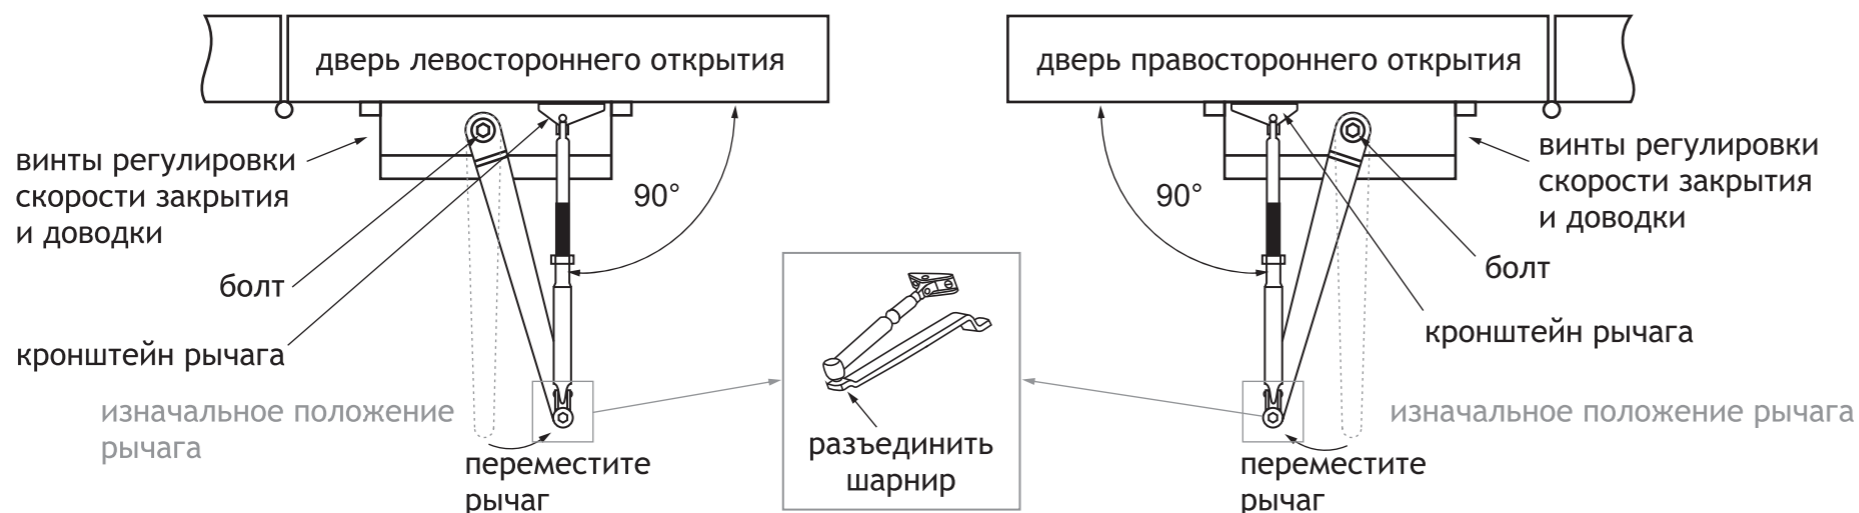 дверь левостороннего открытия
винты регулировки
скорости закрытия
и доводки
90°
болт
кронштейн рычага
изначальное положение
рычага
переместите
рычаг
разъединить
шарнир
дверь правостороннего открытия
винты регулировки
скорости закрытия
и доводки
90°
болт
кронштейн рычага
изначальное положение рычага
переместите
рычаг